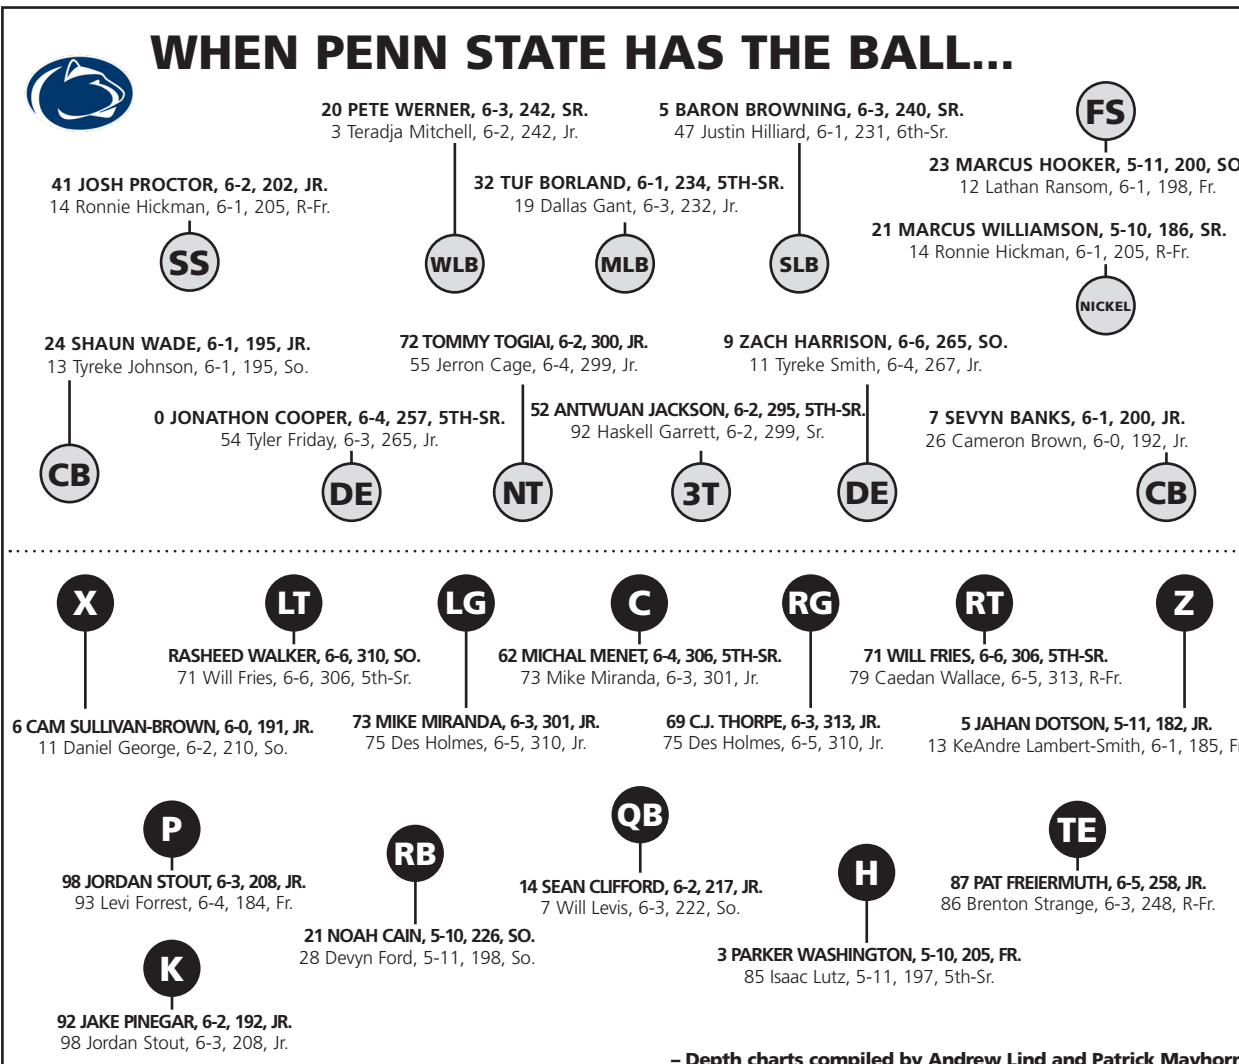 WHEN PENN STATE HAS THE BALL...
20 PETE WERNER, 6-3, 242, SR.
3 Teradja Mitchell, 6-2, 242, Jr.
5 BARON BROWNING, 6-3, 240, SR.
47 Justin Hilliard, 6-1, 231, 6th-Sr.
FS
23 MARCUS HOOKER, 5-11, 200, SO
12 Lathan Ransom, 6-1, 198, Fr.
41 JOSH PROCTOR, 6-2, 202, JR.
14 Ronnie Hickman, 6-1, 205, R-Fr.
32 TUF BORLAND, 6-1, 234, 5TH-SR.
19 Dallas Gant, 6-3, 232, Jr.
21 MARCUS WILLIAMSON, 5-10, 186, SR.
14 Ronnie Hickman, 6-1, 205, R-Fr.
SS
WLB
MLB
SLB
NICKEL
24 SHAUN WADE, 6-1, 195, JR.
13 Tyreke Johnson, 6-1, 195, So.
72 TOMMY TOGIAI, 6-2, 300, JR.
55 Jerron Cage, 6-4, 299, Jr.
9 ZACH HARRISON, 6-6, 265, SO.
11 Tyreke Smith, 6-4, 267, Jr.
0 JONATHON COOPER, 6-4, 257, 5TH-SR.
54 Tyler Friday, 6-3, 265, Jr.
52 ANTWUAN JACKSON, 6-2, 295, 5TH-SR.
92 Haskell Garrett, 6-2, 299, Sr.
7 SEVYN BANKS, 6-1, 200, JR.
26 Cameron Brown, 6-0, 192, Jr.
CB
DE
NT
3T
DE
CB
X
LT
LG
C
RG
RT
Z
RASHEED WALKER, 6-6, 310, SO.
71 Will Fries, 6-6, 306, 5th-Sr.
62 MICHAL MENET, 6-4, 306, 5TH-SR.
73 Mike Miranda, 6-3, 301, Jr.
71 WILL FRIES, 6-6, 306, 5TH-SR.
79 Caedan Wallace, 6-5, 313, R-Fr.
6 CAM SULLIVAN-BROWN, 6-0, 191, JR.
11 Daniel George, 6-2, 210, So.
73 MIKE MIRANDA, 6-3, 301, JR.
75 Des Holmes, 6-5, 310, Jr.
69 C.J. THORPE, 6-3, 313, JR.
75 Des Holmes, 6-5, 310, Jr.
5 JAHAN DOTSON, 5-11, 182, JR.
13 KeAndre Lambert-Smith, 6-1, 185, Fr
P
98 JORDAN STOUT, 6-3, 208, JR.
93 Levi Forrest, 6-4, 184, Fr.
RB
21 NOAH CAIN, 5-10, 226, SO.
28 Devyn Ford, 5-11, 198, So.
QB
14 SEAN CLIFFORD, 6-2, 217, JR.
7 Will Levis, 6-3, 222, So.
H
3 PARKER WASHINGTON, 5-10, 205, FR.
85 Isaac Lutz, 5-11, 197, 5th-Sr.
TE
87 PAT FREIERMUTH, 6-5, 258, JR.
86 Brenton Strange, 6-3, 248, R-Fr.
K
92 JAKE PINEGAR, 6-2, 192, JR.
98 Jordan Stout, 6-3, 208, Jr.
– Depth charts compiled by Andrew Lind and Patrick Mayhorn